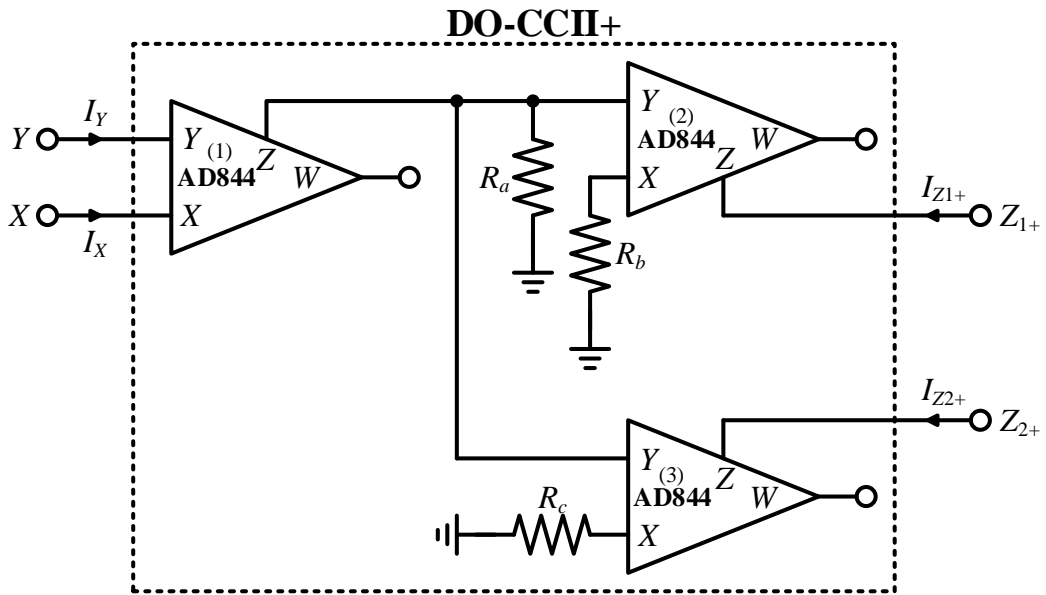 DO-CCII+
Y
I_Y
Y
(1)
Z
AD844
W
X
I_X
X
R_a
Y
(2)
AD844
W
Z
X
R_b
I_Z1+
Z_1+
I_Z2+
Z_2+
Y
(3)
Z
AD844
W
X
R_c